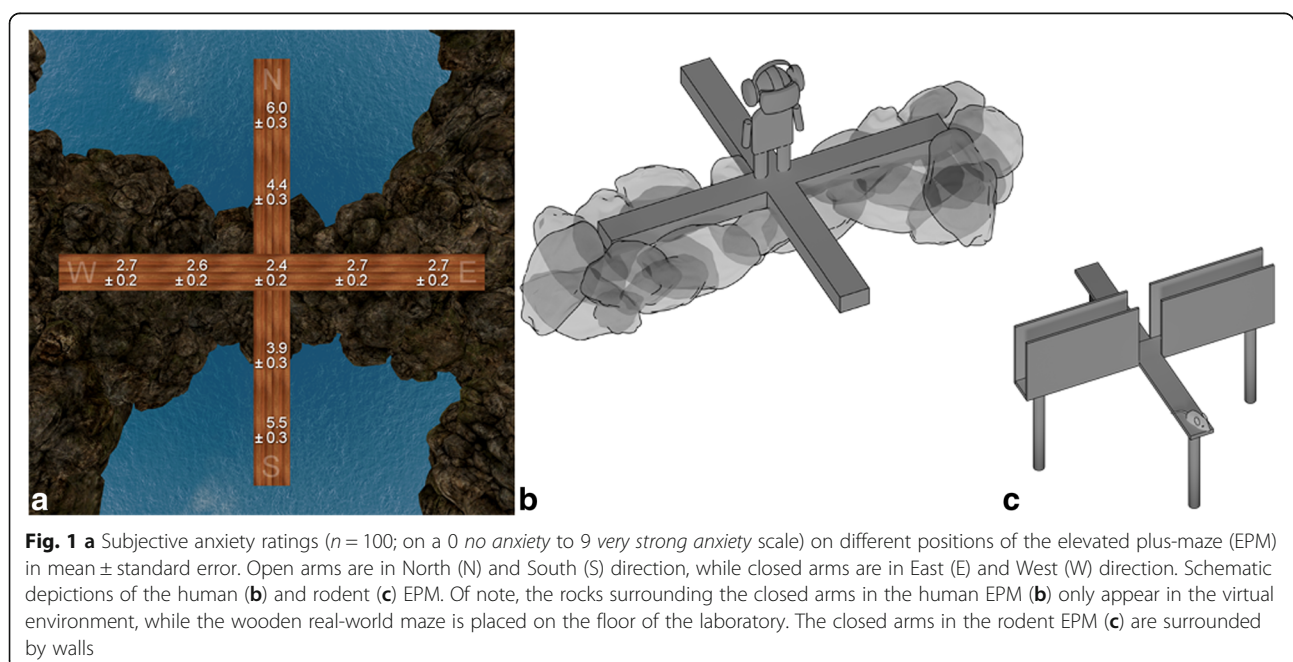 N
6.0
± 0.3
4.4
± 0.3
W 2.7 2.6 2.4 2.7 2.7 E
± 0.2 ± 0.2 ± 0.2 ± 0.2 ± 0.2
3.9
± 0.3
5.5
± 0.3
S
a b c
Fig. 1 a Subjective anxiety ratings (n = 100; on a 0 no anxiety to 9 very strong anxiety scale) on different positions of the elevated plus-maze (EPM)
in mean ± standard error. Open arms are in North (N) and South (S) direction, while closed arms are in East (E) and West (W) direction. Schematic
depictions of the human (b) and rodent (c) EPM. Of note, the rocks surrounding the closed arms in the human EPM (b) only appear in the virtual
environment, while the wooden real-world maze is placed on the floor of the laboratory. The closed arms in the rodent EPM (c) are surrounded
by walls